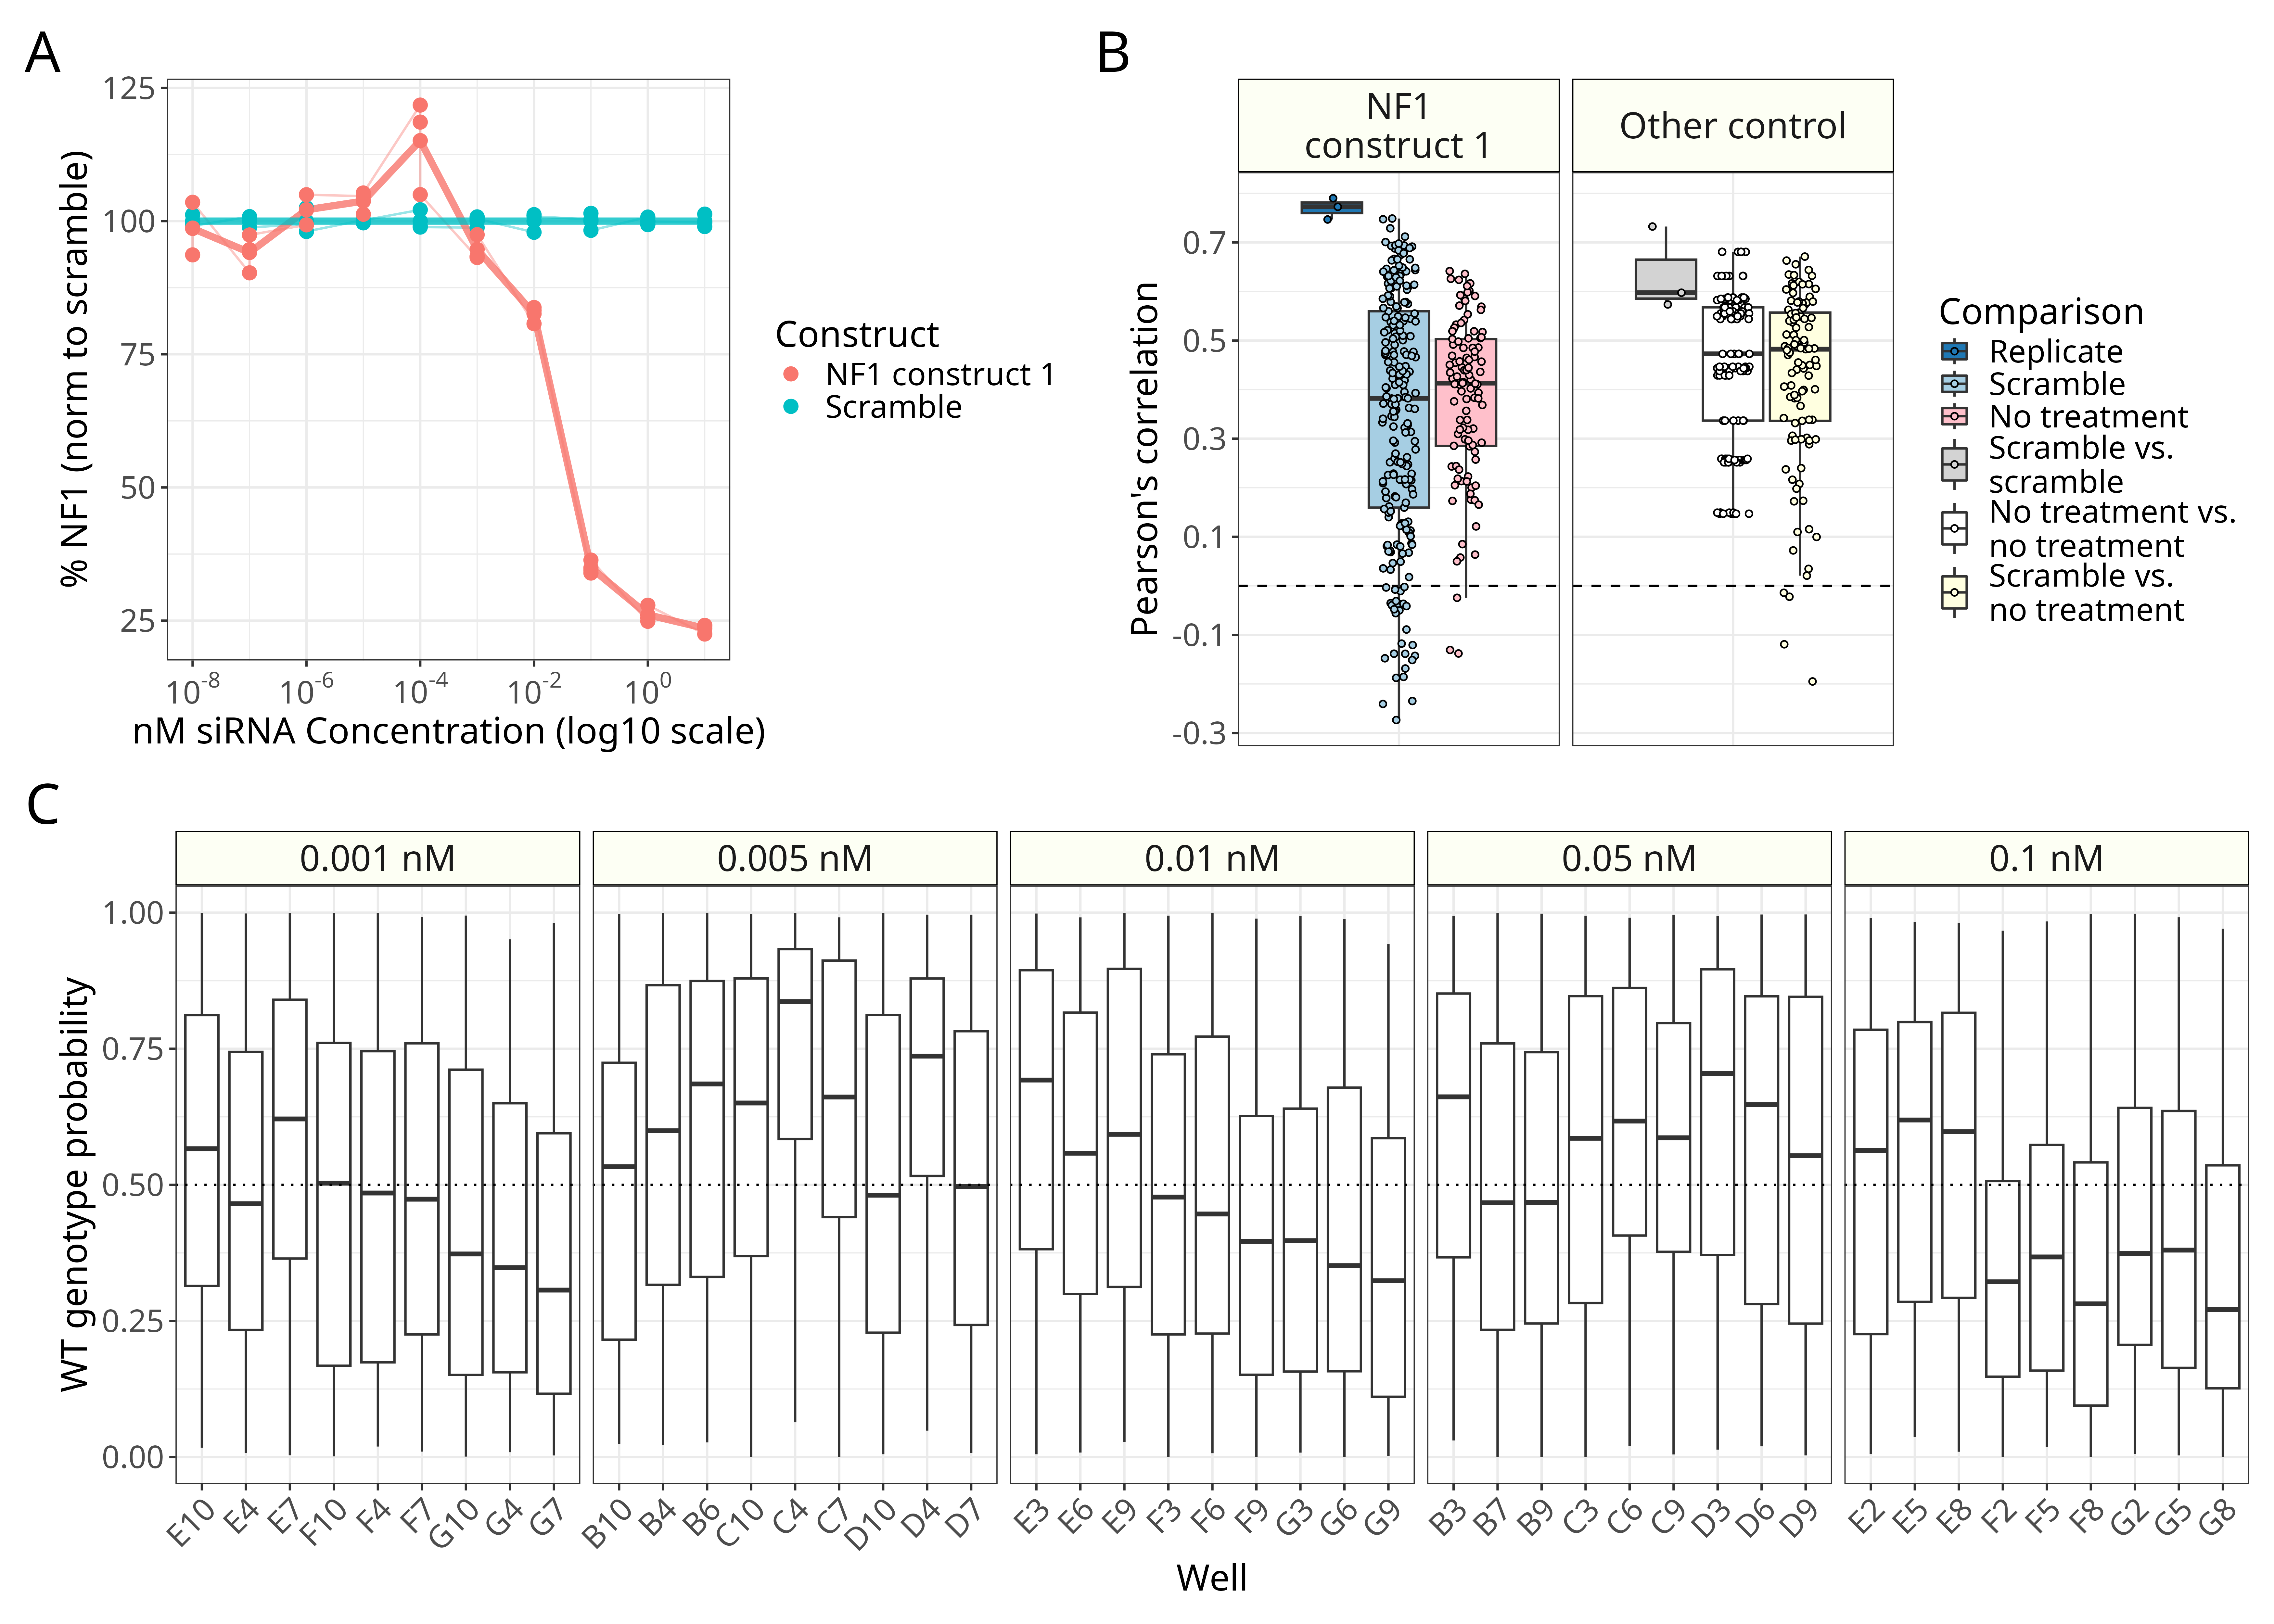 A
125
100
75
50
25
% NF1 (norm to scramble)
10-8
10-6
10-4
10-2
100
nM siRNA Concentration (log10 scale)
Construct
NF1 construct 1
Scramble
B
NF1
construct 1
Other control
0.7
0.5
0.3
0.1
-0.1
-0.3
Pearson's correlation
Comparison
Replicate
Scramble
No treatment
Scramble vs.
scramble
No treatment vs.
no treatment
Scramble vs.
no treatment
C
0.001 nM
0.005 nM
0.01 nM
0.05 nM
0.1 nM
1.00
0.75
0.50
0.25
0.00
WT genotype probability
E10 E4 E7 F10 F4 F7 G10 G4 G7
B10 B4 B6 C10 C4 C7 D10 D4 D7
E3 E6 E9 F3 F6 F9 G3 G6 G9
B3 B7 B9 C3 C6 C9 D3 D6 D9
E2 E5 E8 F2 F5 F8 G2 G5 G8
Well